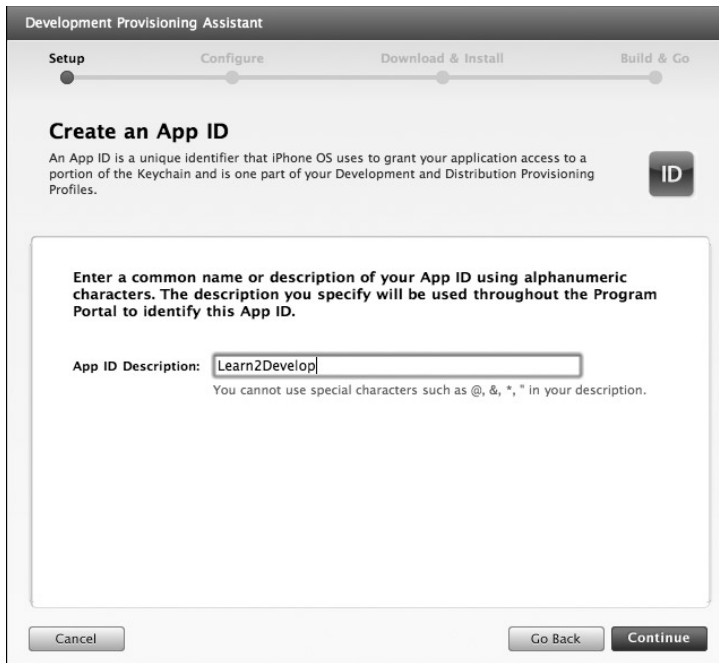 Development Provisioning Assistant
Setup Configure Download & Install Build & Go
Create an App ID
An App ID is a unique identifier that iPhone OS uses to grant your application access to a
portion of the Keychain and is one part of your Development and Distribution Provisioning
Profiles.
ID
Enter a common name or description of your App ID using alphanumeric
characters. The description you specify will be used throughout the Program
Portal to identify this App ID.
App ID Description: Learn2Develop
You cannot use special characters such as @, &, *, " in your description.
Cancel Go Back Continue